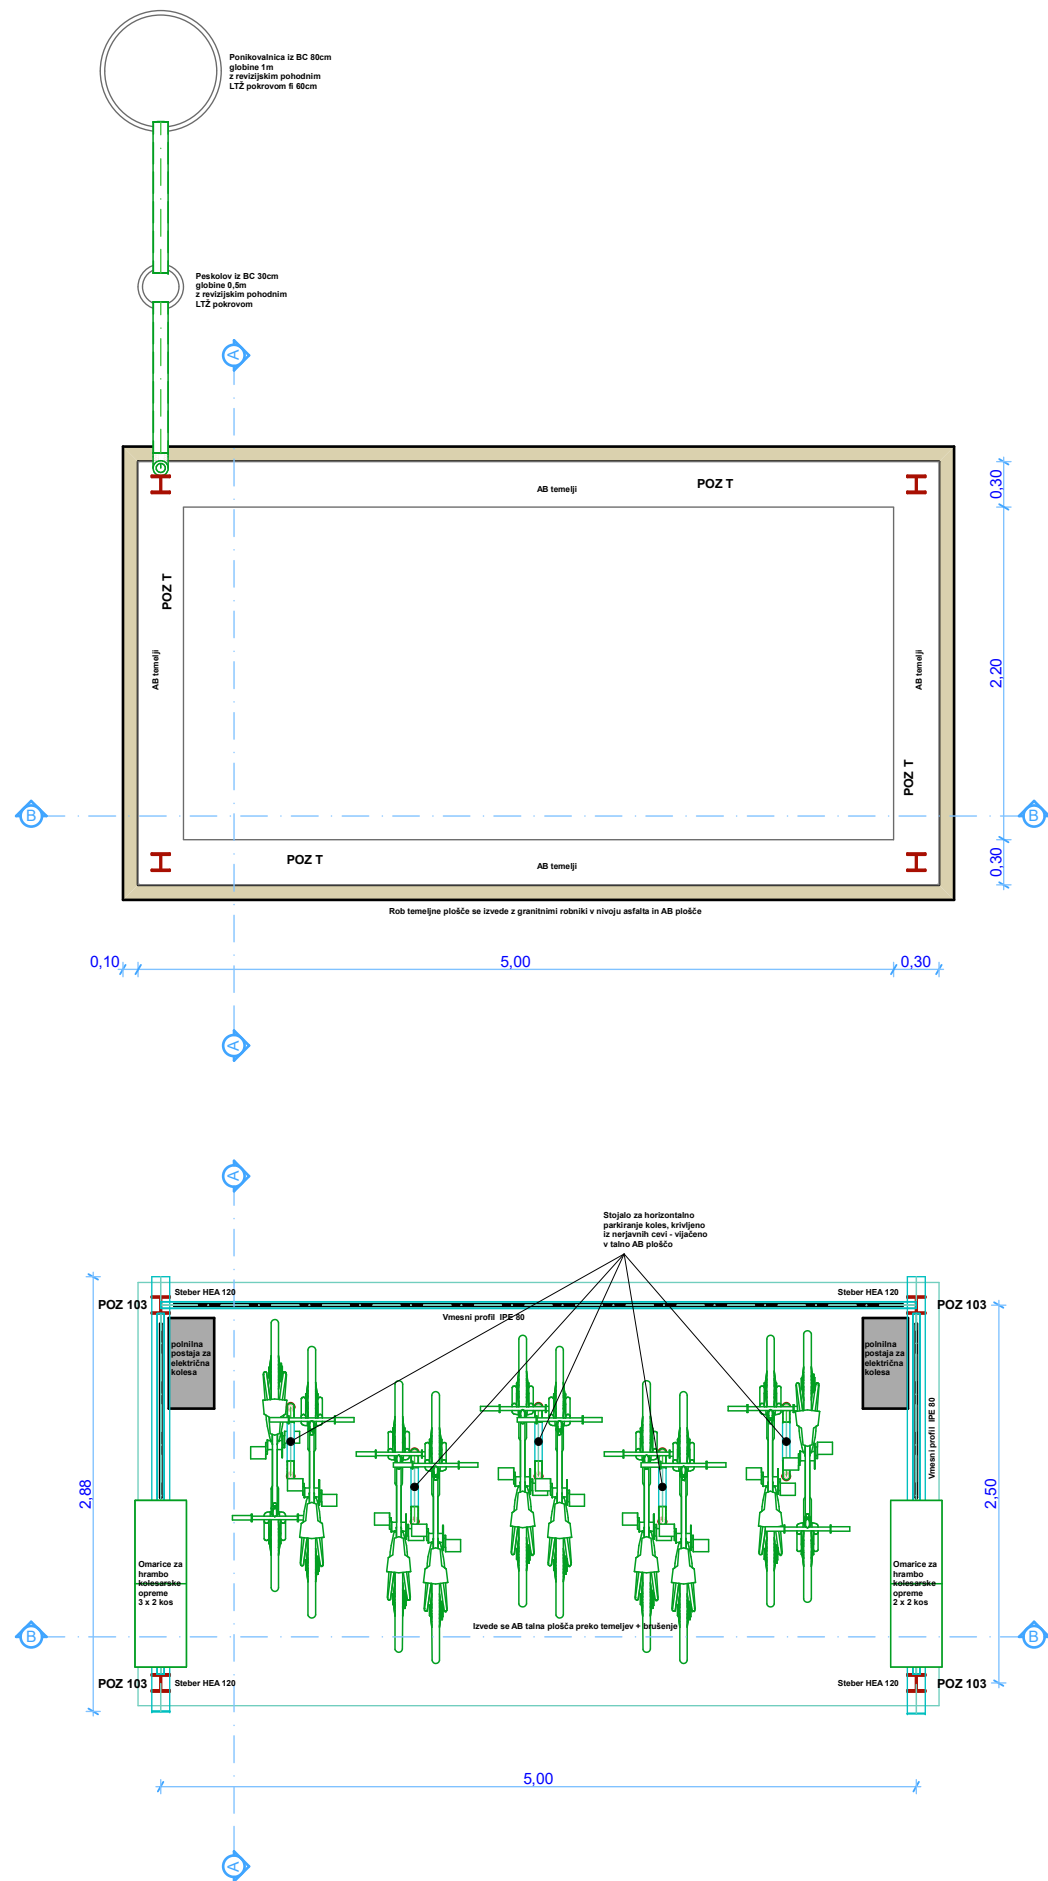 Ponikovalnica iz BC 80cm
globine 1m
z revizijskim pohodnim
LTŽ pokrovom fi 60cm
Peskolov iz BC 30cm
globine 0,5m
z revizijskim pohodnim
LTŽ pokrovom
A
AB temelji
POZ T
0,30
POZ T
AB temelji
2,20
AB temelji
POZ T
B
B
POZ T
AB temelji
0,30
Rob temeljne plošče se izvede z granitnimi robniki v nivoju asfalta in AB plošče
0,10
5,00
0,30
A
A
Stojalo za horizontalno
parkiranje koles, krivljeno
iz nerjavnih cevi - vijačeno
v talno AB ploščo
Steber HEA 120
Steber HEA 120
POZ 103
POZ 103
Vmesni profil IPE 80
polnilna
postaja za
električna
kolesa
polnilna
postaja za
električna
kolesa
Vmesni profil IPE 80
2,88
2,50
Omarice za
hrambo
kolesarske
opreme
3 x 2 kos
Omarice za
hrambo
kolesarske
opreme
2 x 2 kos
Izvede se AB talna plošča preko temeljev + brušenje
B
B
POZ 103
Steber HEA 120
Steber HEA 120
POZ 103
5,00
A